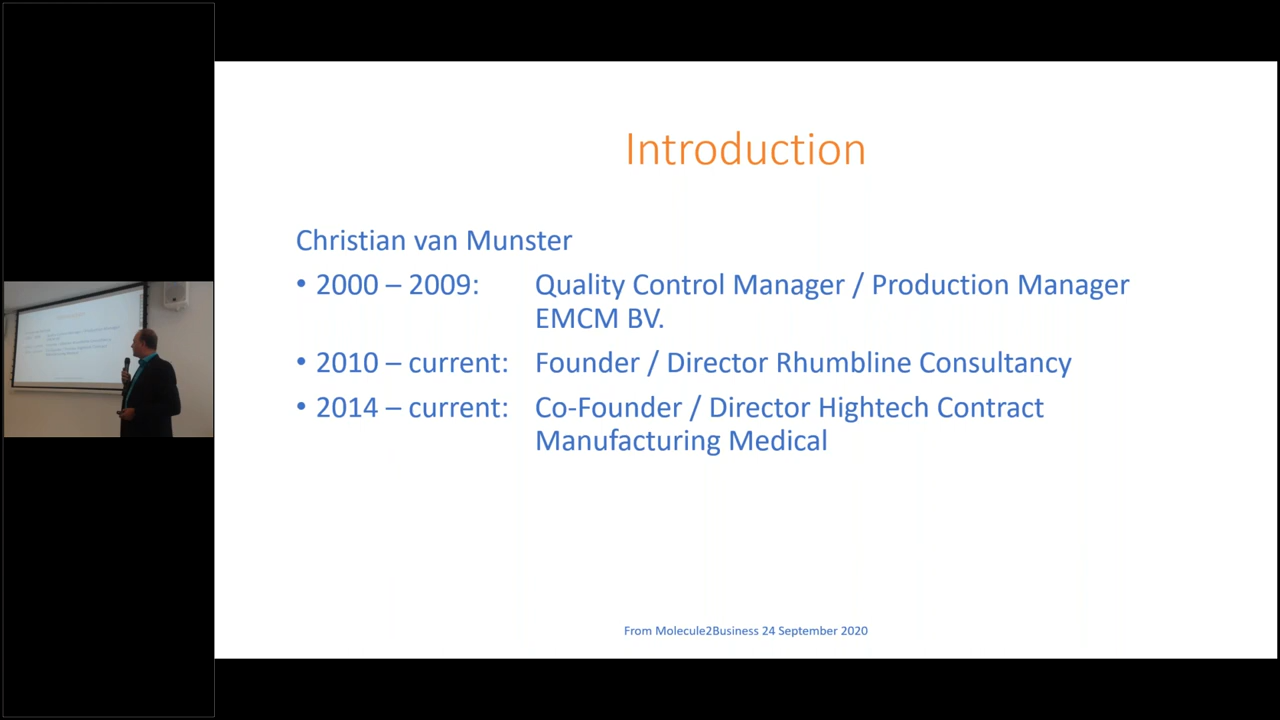 Introduction
Christian van Munster
• 2000 – 2009: Quality Control Manager / Production Manager
EMCM BV.
• 2010 – current: Founder / Director Rhumbline Consultancy
• 2014 – current: Co-Founder / Director Hightech Contract
Manufacturing Medical
From Molecule2Business 24 September 2020